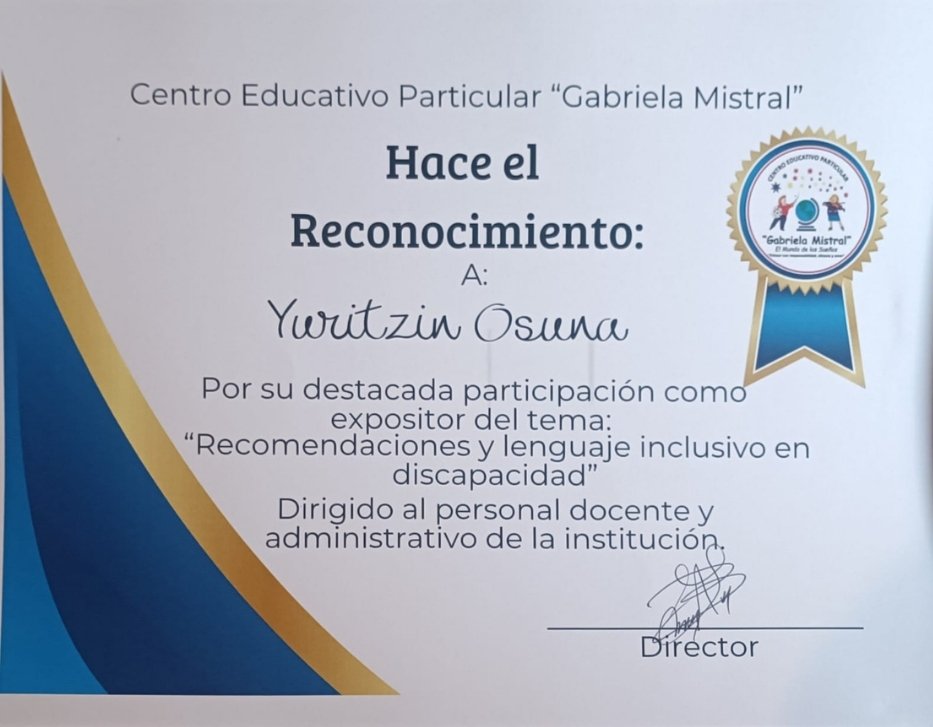 Centro Educativo Particular “Gabriela Mistral”
Hace el
Reconocimiento:
A:
Yuritzin Osuna
Por su destacada participación como
expositor del tema:
“Recomendaciones y lenguaje inclusivo en
discapacidad”
Dirigido al personal docente y
administrativo de la institución.
Director
CENTRO EDUCATIVO PARTICULAR
"Gabriela Mistral"
El Mundo de los Sueños